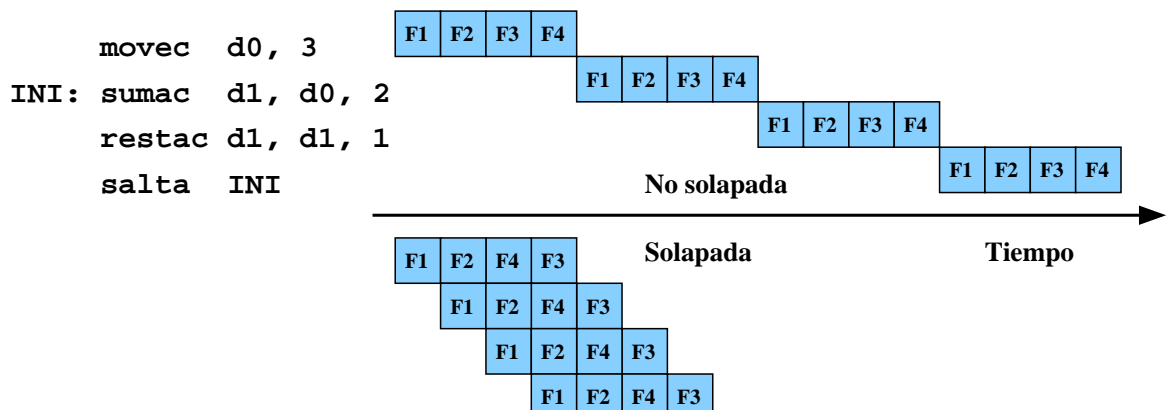 movec d0, 3
F1 F2 F3 F4
INI: sumac d1, d0, 2
F1 F2 F3 F4
restac d1, d1, 1
F1 F2 F3 F4
salta INI
F1 F2 F3 F4
No solapada
Solapada
Tiempo
F1 F2 F4 F3
F1 F2 F4 F3
F1 F2 F4 F3
F1 F2 F4 F3